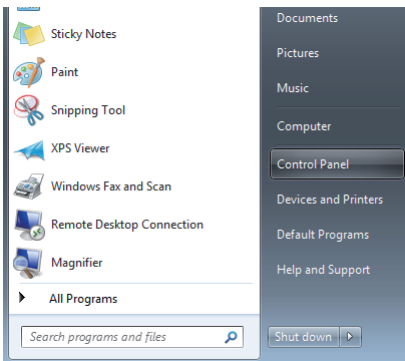 Sticky Notes
Paint
Snipping Tool
XPS Viewer
Windows Fax and Scan
Remote Desktop Connection
Magnifier
All Programs
Search programs and files
Documents
Pictures
Music
Computer
Control Panel
Devices and Printers
Default Programs
Help and Support
Shut down